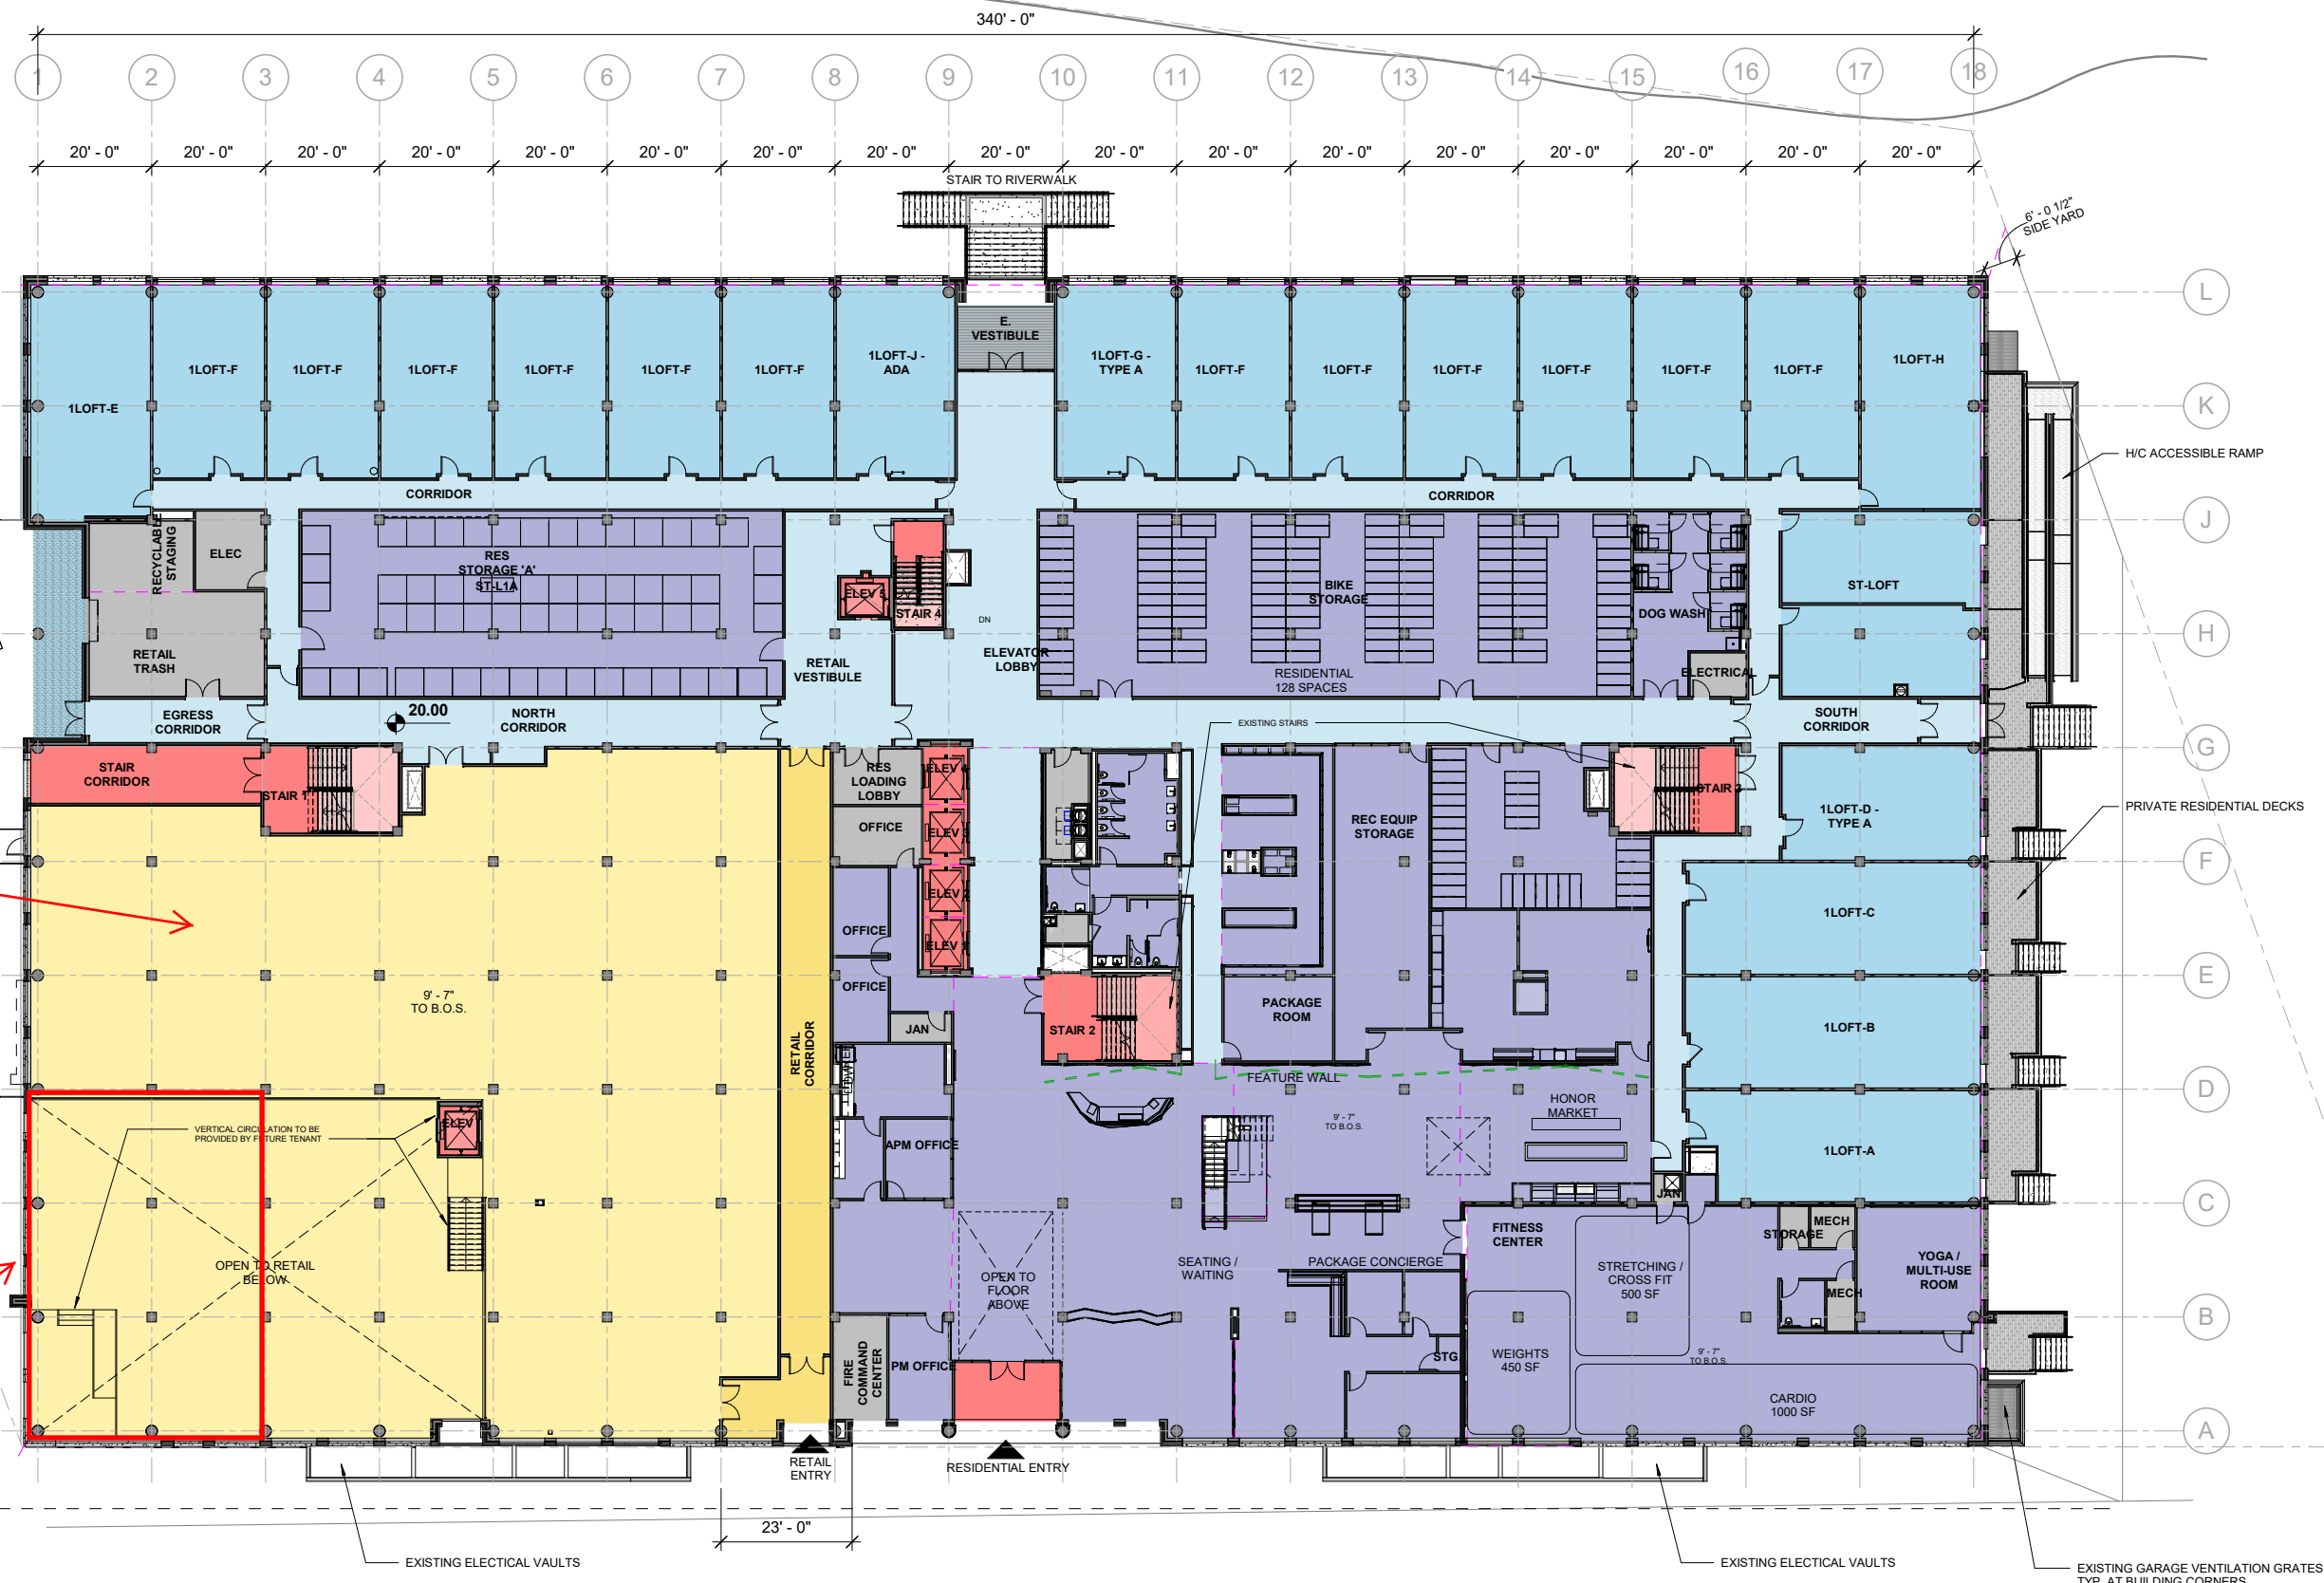 340' - 0"
1 2 3 4 5 6 7 8 9 10 11 12 13 14 15 16 17 18
20' - 0" 20' - 0" 20' - 0" 20' - 0" 20' - 0" 20' - 0" 20' - 0" 20' - 0" 20' - 0" 20' - 0" 20' - 0" 20' - 0" 20' - 0" 20' - 0" 20' - 0" 20' - 0" 20' - 0"
STAIR TO RIVERWALK
6' - 0 1/2"
SIDE YARD
L
K
J
H
G
F
E
D
C
B
A
1LOFT-E
1LOFT-F
1LOFT-F
1LOFT-F
1LOFT-F
1LOFT-F
1LOFT-F
1LOFT-J -
ADA
E.
VESTIBULE
1LOFT-G -
TYPE A
1LOFT-F
1LOFT-F
1LOFT-F
1LOFT-F
1LOFT-F
1LOFT-F
1LOFT-H
H/C ACCESSIBLE RAMP
CORRIDOR
CORRIDOR
RECYCLABLE
STAGING
ELEC
RES
STORAGE 'A'
ST-L1A
ELEV 5
STAIR 4
DN
BIKE
STORAGE
DOG WASH
ST-LOFT
RETAIL
TRASH
RETAIL
VESTIBULE
ELEVATOR
LOBBY
RESIDENTIAL
128 SPACES
ELECTRICAL
EGRESS
CORRIDOR
20.00
NORTH
CORRIDOR
EXISTING STAIRS
SOUTH
CORRIDOR
STAIR
CORRIDOR
STAIR 1
RES
LOADING
LOBBY
ELEV 4
OFFICE
ELEV 3
REC EQUIP
STORAGE
STAIR 3
1LOFT-D -
TYPE A
PRIVATE RESIDENTIAL DECKS
ELEV 2
OFFICE
ELEV 1
1LOFT-C
9' - 7"
TO B.O.S.
OFFICE
JAN
STAIR 2
PACKAGE
ROOM
1LOFT-B
RETAIL
CORRIDOR
FEATURE WALL
9' - 7"
TO B.O.S.
HONOR
MARKET
VERTICAL CIRCULATION TO BE
PROVIDED BY FUTURE TENANT
ELEV
APM OFFICE
1LOFT-A
JAN
OPEN TO RETAIL
BELOW
OPEN TO
FLOOR
ABOVE
SEATING /
WAITING
PACKAGE CONCIERGE
FITNESS
CENTER
STRETCHING /
CROSS FIT
500 SF
STORAGE
MECH
MECH
YOGA /
MULTI-USE
ROOM
FIRE
COMMAND
CENTER
PM OFFICE
STG
WEIGHTS
450 SF
9' - 7"
TO B.O.S.
CARDIO
1000 SF
RETAIL
ENTRY
RESIDENTIAL ENTRY
23' - 0"
EXISTING ELECTICAL VAULTS
EXISTING ELECTICAL VAULTS
EXISTING GARAGE VENTILATION GRATES
TYP. AT BUILDING CORNERS